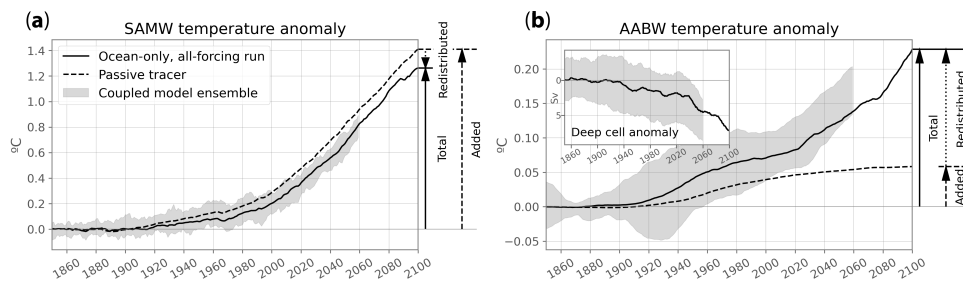 (a)
SAMW temperature anomaly
1.4
1.2
1.0
0.8
0.6
0.4
0.2
0.0
ºC
Ocean-only, all-forcing run
Passive tracer
Coupled model ensemble
1860 1880 1900 1920 1940 1960 1980 2000 2020 2040 2060 2080 2100
Total
Redistributed
Added
(b)
AABW temperature anomaly
0.20
0.15
0.10
0.05
0.00
−0.05
ºC
0
5
Sv
Deep cell anomaly
1860 1900 1940 1980 2020 2060 2100
1860 1880 1900 1920 1940 1960 1980 2000 2020 2040 2060 2080 2100
Total
Redistributed
Added